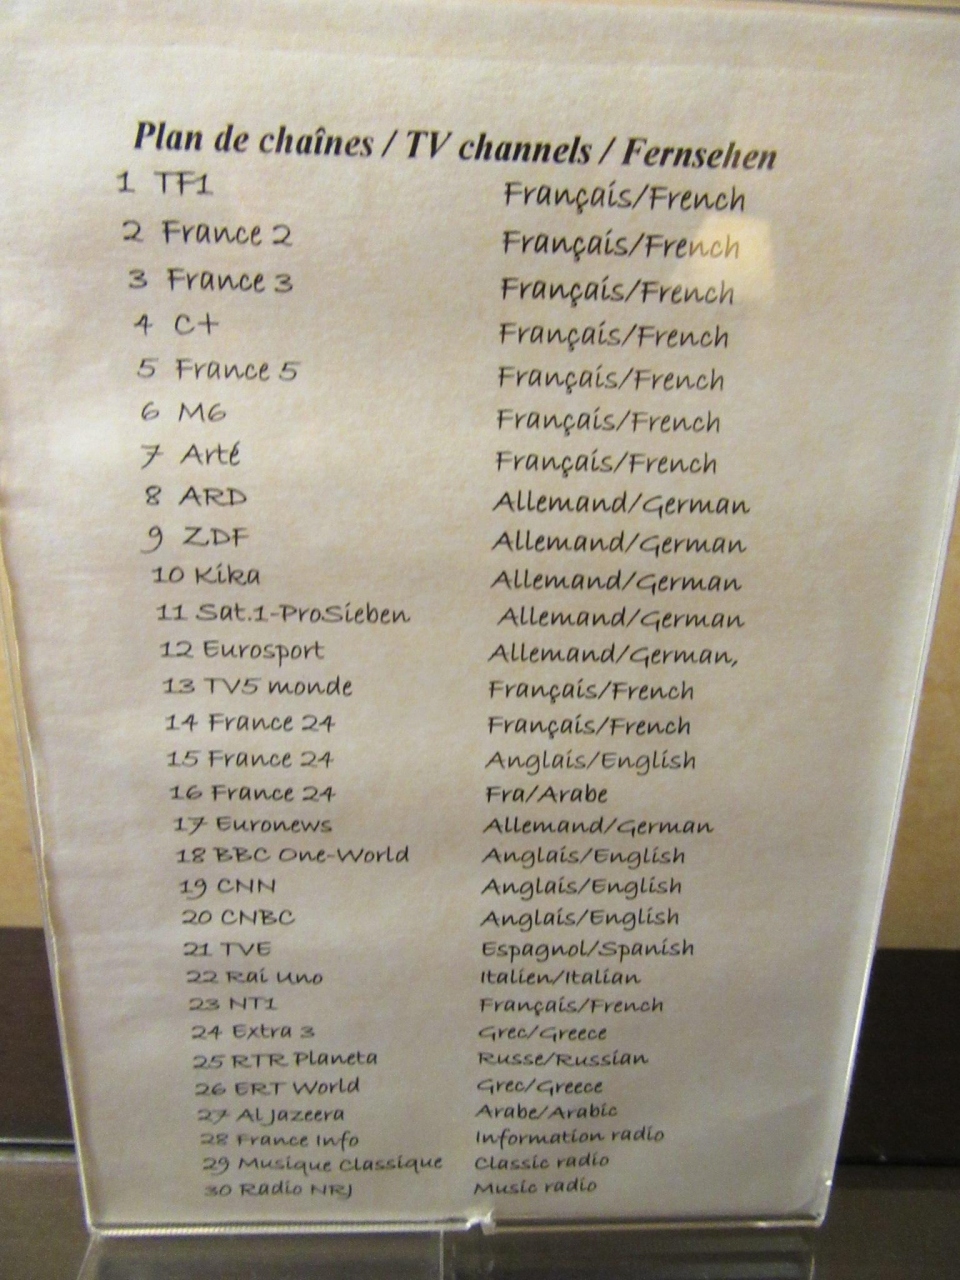 Plan de chaînes / TV channels / Fernsehen
1 TF1 Français/French
2 France 2 Français/French
3 France 3 Français/French
4 C+ Français/French
5 France 5 Français/French
6 M6 Français/French
7 Arté Français/French
8 ARD Allemand/German
9 ZDF Allemand/German
10 Kika Allemand/German
11 Sat.1-ProSieben Allemand/German
12 Eurosport Allemand/German,
13 TV5 monde Français/French
14 France 24 Français/French
15 France 24 Anglais/English
16 France 24 Fra/Arabe
17 Euronews Allemand/German
18 BBC One-World Anglais/English
19 CNN Anglais/English
20 CNBC Anglais/English
21 TVE Espagnol/Spanish
22 Rai Uno Italien/Italian
23 NT1 Français/French
24 Extra 3 Grec/Greece
25 RTR Planeta Russe/Russian
26 ERT World Grec/Greece
27 Al Jazeera Arabe/Arabic
28 France Info Information radio
29 Musique Classique Classic radio
30 Radio NRJ Music radio